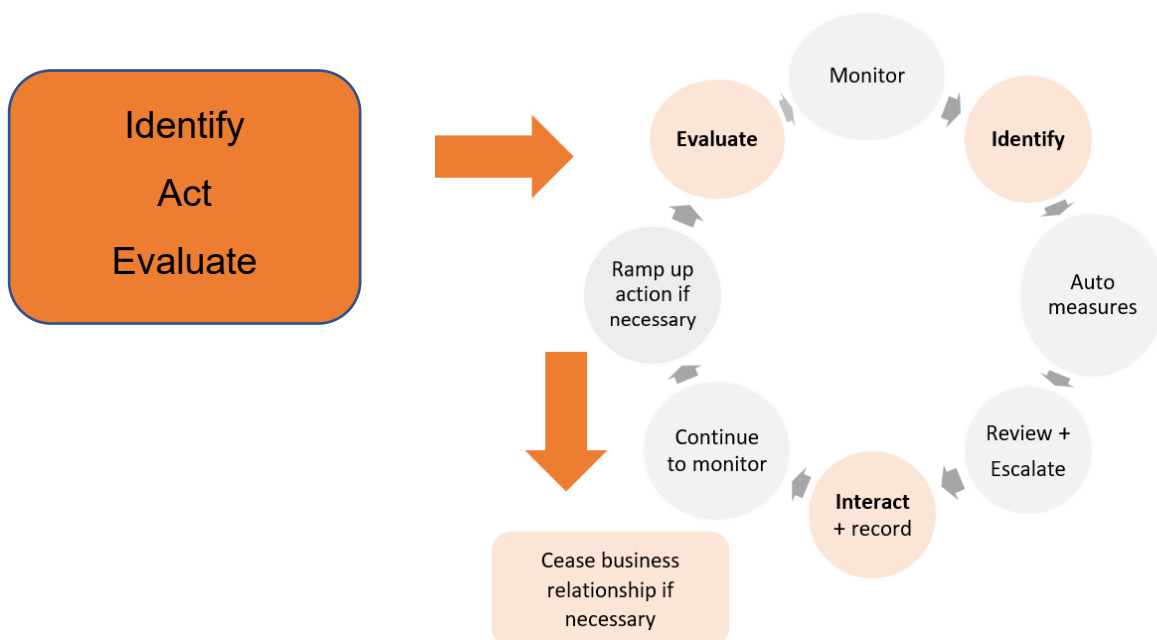 Identify
Act
Evaluate
Monitor
Identify
Auto
measures
Review +
Escalate
Interact
+ record
Continue
to monitor
Ramp up
action if
necessary
Evaluate
Cease business
relationship if
necessary